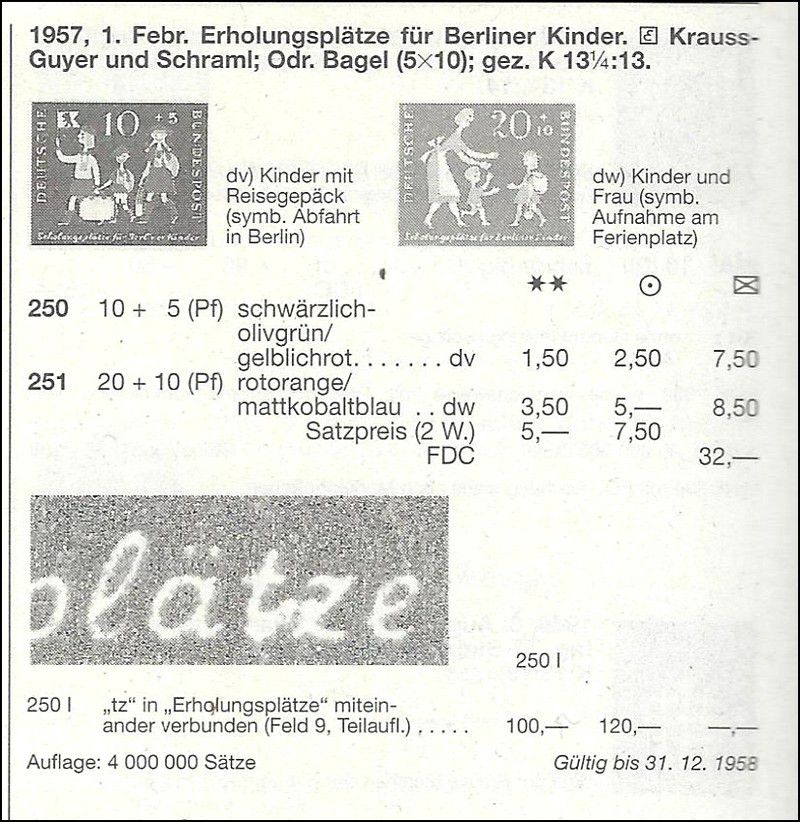 1957, 1. Febr. Erholungsplätze für Berliner Kinder. E Krauss-
Guyer und Schraml; Odr. Bagel (5×10); gez. K 13¼:13.
DEUTSCHE
10 +5
BUNDESPOST
Erholungsplätze für Berliner Kinder
dv) Kinder mit
Reisegepäck
(symb. Abfahrt
in Berlin)
DEUTSCHE
20 +10
BUNDESPOST
Erholungsplätze für Berliner Kinder
dw) Kinder und
Frau (symb.
Aufnahme am
Ferienplatz)
✶✶ ⊙ ✉
250 10 + 5 (Pf) schwärzlich-
olivgrün/
gelblichrot. . . . . . . dv 1,50 2,50 7,50
251 20 + 10 (Pf) rotorange/
mattkobaltblau . . dw 3,50 5,— 8,50
Satzpreis (2 W.) 5,— 7,50
FDC 32,—
plätze
250 I
250 I „tz“ in „Erholungsplätze“ mitein-
ander verbunden (Feld 9, Teilaufl.) . . . . . 100,— 120,— —,—
Auflage: 4 000 000 Sätze Gültig bis 31. 12. 1958